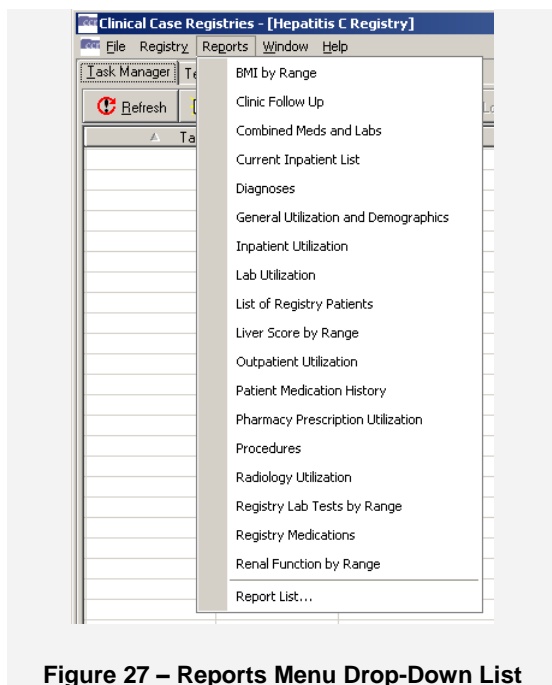 Clinical Case Registries - [Hepatitis C Registry]
File Registry Reports Window Help
Task Manager
Refresh
BMI by Range
Clinic Follow Up
Combined Meds and Labs
Current Inpatient List
Diagnoses
General Utilization and Demographics
Inpatient Utilization
Lab Utilization
List of Registry Patients
Liver Score by Range
Outpatient Utilization
Patient Medication History
Pharmacy Prescription Utilization
Procedures
Radiology Utilization
Registry Lab Tests by Range
Registry Medications
Renal Function by Range
Report List...
Figure 27 – Reports Menu Drop-Down List